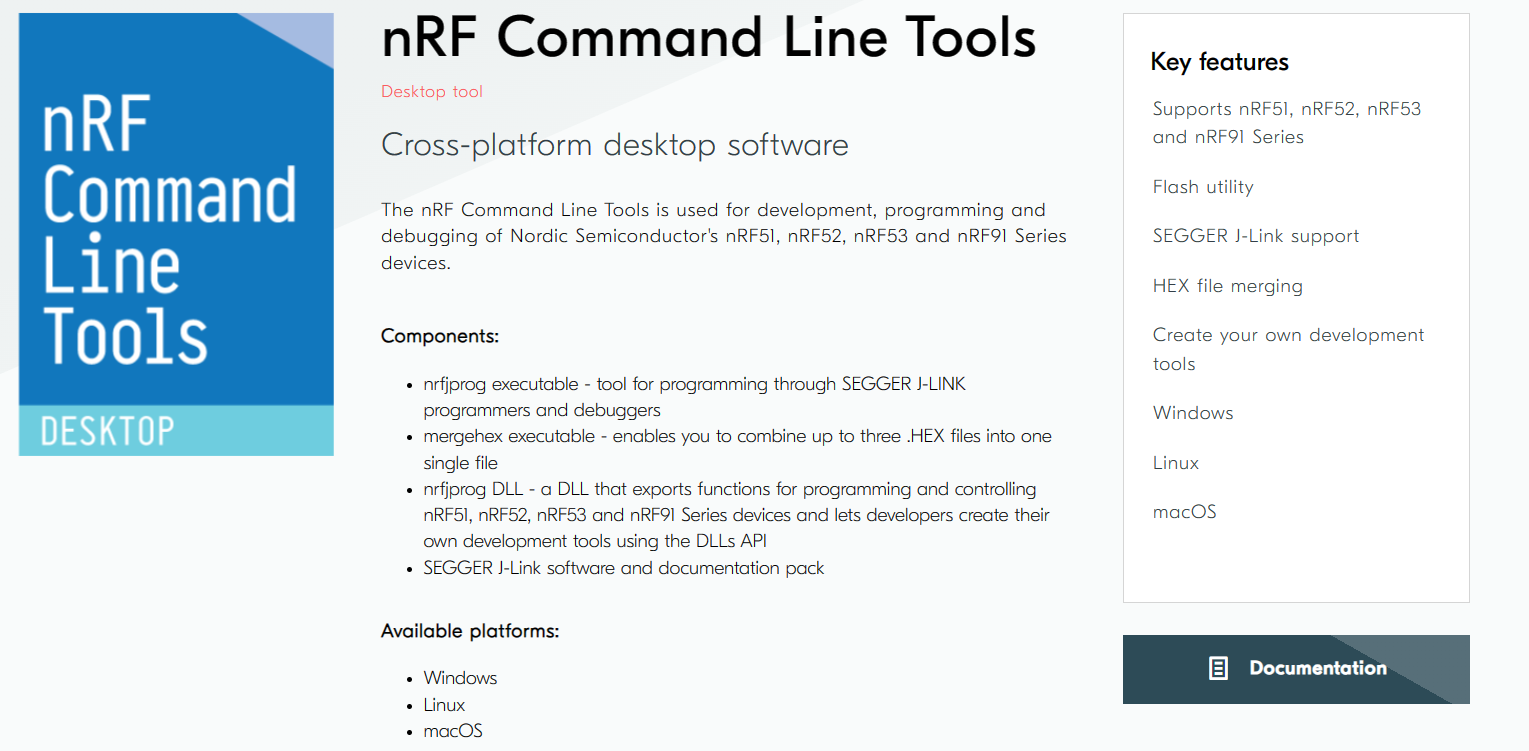 nRF
Command
Line
Tools
DESKTOP
nRF Command Line Tools
Desktop tool
Cross-platform desktop software
The nRF Command Line Tools is used for development, programming and
debugging of Nordic Semiconductor's nRF51, nRF52, nRF53 and nRF91 Series
devices.
Components:
• nrfjprog executable - tool for programming through SEGGER J-LINK
programmers and debuggers
• mergehex executable - enables you to combine up to three .HEX files into one
single file
• nrfjprog DLL - a DLL that exports functions for programming and controlling
nRF51, nRF52, nRF53 and nRF91 Series devices and lets developers create their
own development tools using the DLLs API
• SEGGER J-Link software and documentation pack
Available platforms:
• Windows
• Linux
• macOS
Key features
Supports nRF51, nRF52, nRF53
and nRF91 Series
Flash utility
SEGGER J-Link support
HEX file merging
Create your own development
tools
Windows
Linux
macOS
Documentation